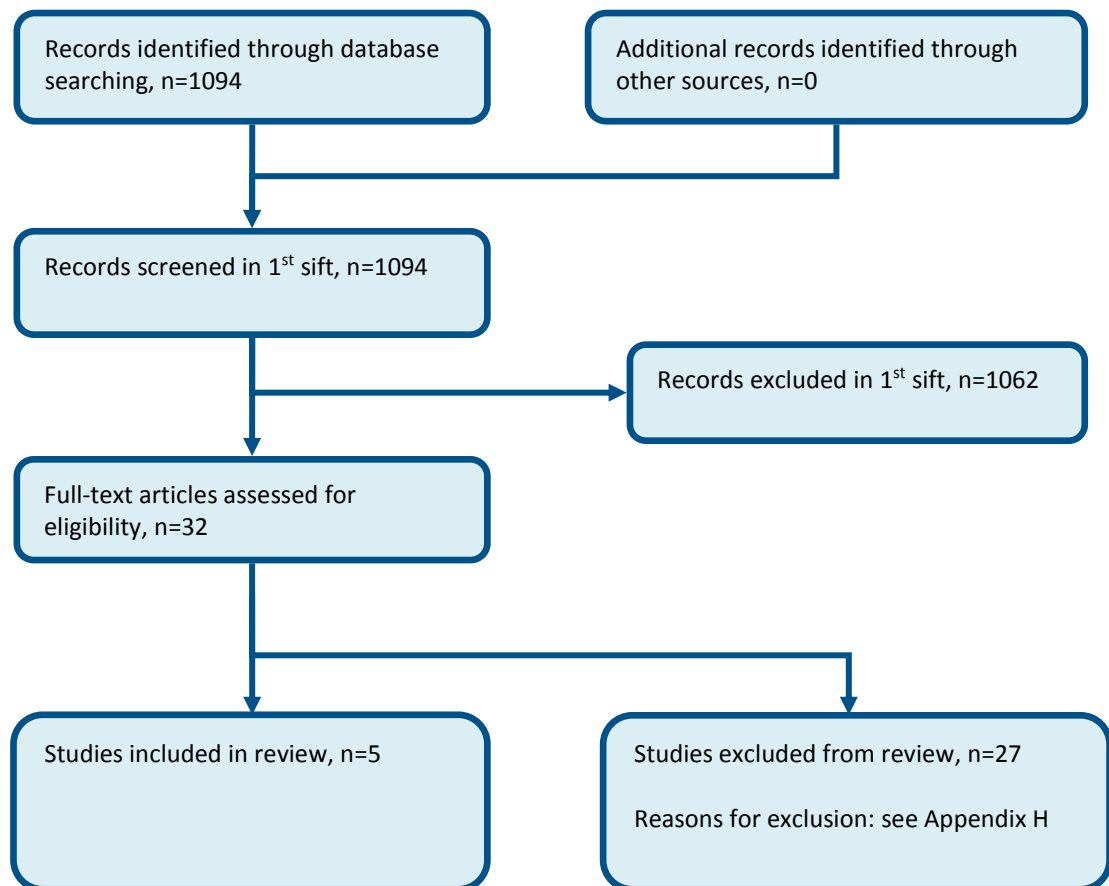 Records identified through database
searching, n=1094
Additional records identified through
other sources, n=0
Records screened in 1st sift, n=1094
Records excluded in 1st sift, n=1062
Full-text articles assessed for
eligibility, n=32
Studies included in review, n=5
Studies excluded from review, n=27
Reasons for exclusion: see Appendix H